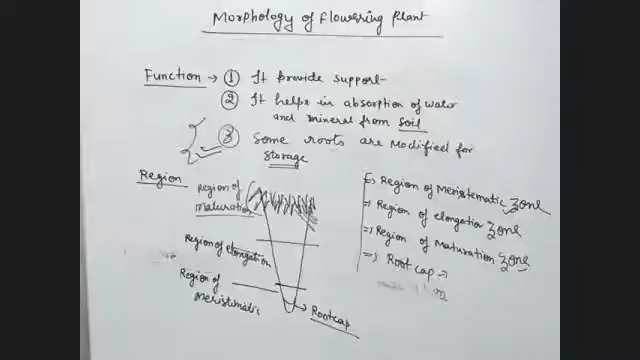 Morphology of flowering plant
Function → ① It provide support-
② It helps in absorption of water
and mineral from soil
③ Some roots are modified for
storage
Region
region of
maturation
Region of elongation
Region of
meristematic
Rootcap
Region of Meristematic zone
=> Region of elongation zone
=> Region of Maturation zone
=> Root cap →